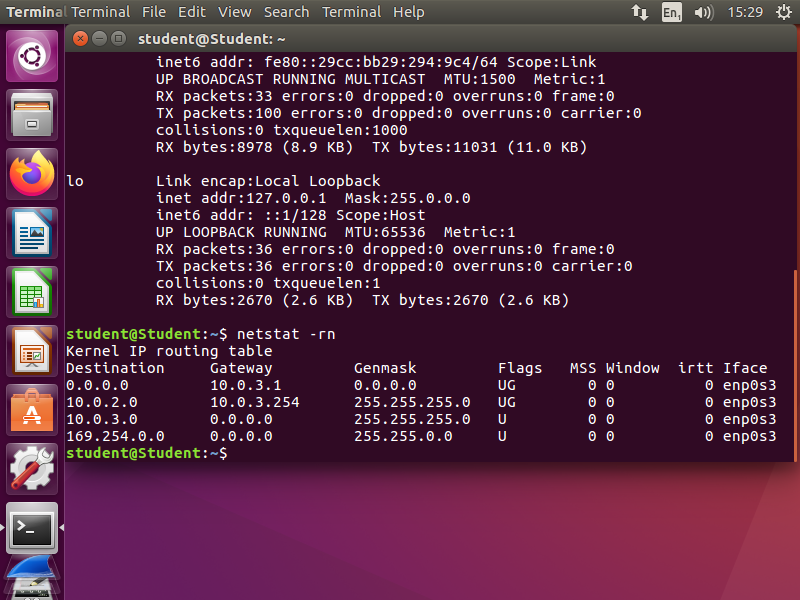 Terminal Terminal File Edit View Search Terminal Help En₁ 15:29
student@Student: ~
inet6 addr: fe80::29cc:bb29:294:9c4/64 Scope:Link
UP BROADCAST RUNNING MULTICAST  MTU:1500  Metric:1
RX packets:33 errors:0 dropped:0 overruns:0 frame:0
TX packets:100 errors:0 dropped:0 overruns:0 carrier:0
collisions:0 txqueuelen:1000
RX bytes:8978 (8.9 KB)  TX bytes:11031 (11.0 KB)
lo        Link encap:Local Loopback
inet addr:127.0.0.1  Mask:255.0.0.0
inet6 addr: ::1/128 Scope:Host
UP LOOPBACK RUNNING  MTU:65536  Metric:1
RX packets:36 errors:0 dropped:0 overruns:0 frame:0
TX packets:36 errors:0 dropped:0 overruns:0 carrier:0
collisions:0 txqueuelen:1
RX bytes:2670 (2.6 KB)  TX bytes:2670 (2.6 KB)
student@Student:~$ netstat -rn
Kernel IP routing table
Destination     Gateway         Genmask         Flags   MSS Window  irtt Iface
0.0.0.0         10.0.3.1        0.0.0.0         UG        0 0          0 enp0s3
10.0.2.0        10.0.3.254      255.255.255.0   UG        0 0          0 enp0s3
10.0.3.0        0.0.0.0         255.255.255.0   U         0 0          0 enp0s3
169.254.0.0     0.0.0.0         255.255.0.0     U         0 0          0 enp0s3
student@Student:~$